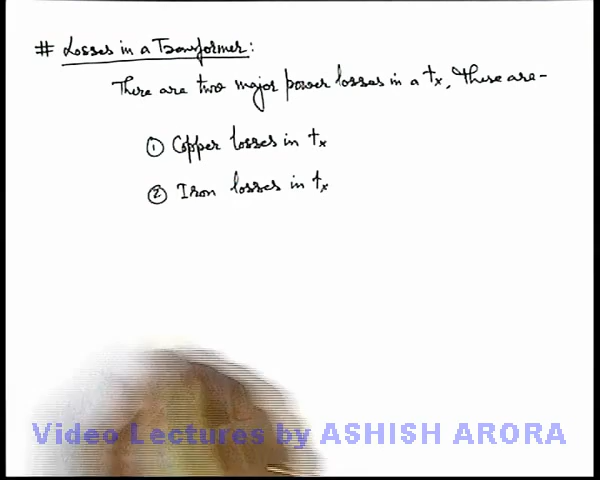 # Losses in a Transformer:
There are two major power losses in a tx, these are-
① Copper losses in tx
② Iron losses in tx
Video Lectures by ASHISH ARORA